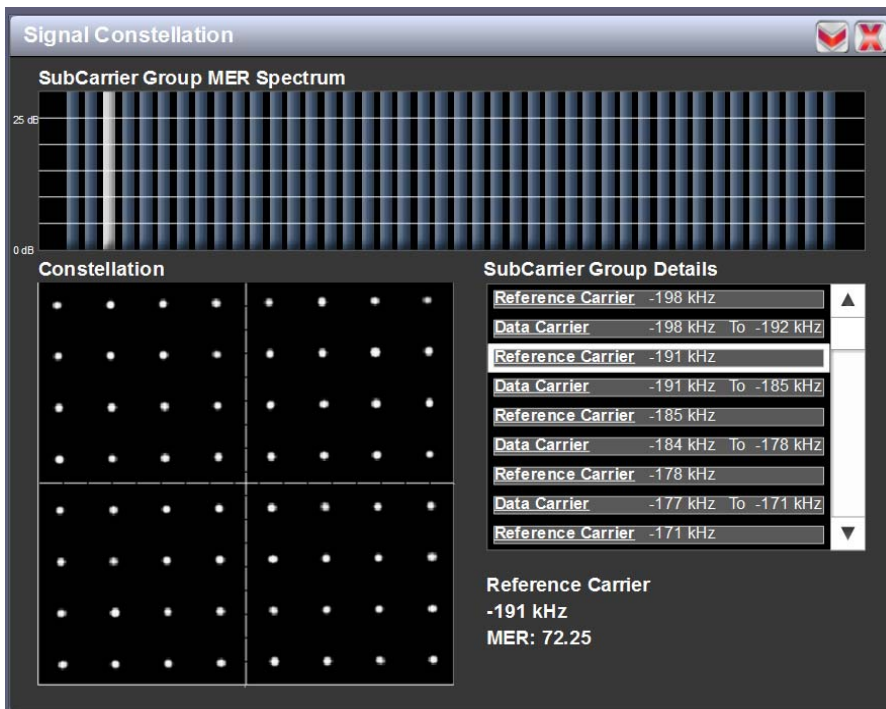 Signal Constellation
SubCarrier Group MER Spectrum
25 dB
0 dB
Constellation
SubCarrier Group Details
Reference Carrier -198 kHz
Data Carrier -198 kHz To -192 kHz
Reference Carrier -191 kHz
Data Carrier -191 kHz To -185 kHz
Reference Carrier -185 kHz
Data Carrier -184 kHz To -178 kHz
Reference Carrier -178 kHz
Data Carrier -177 kHz To -171 kHz
Reference Carrier -171 kHz
Reference Carrier
-191 kHz
MER: 72.25